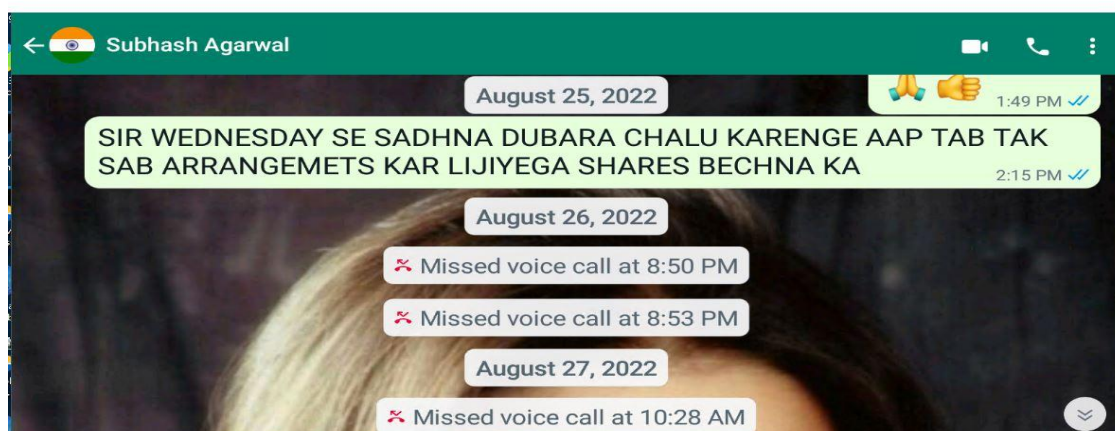 Subhash Agarwal
August 25, 2022
1:49 PM
SIR WEDNESDAY SE SADHNA DUBARA CHALU KARENGE AAP TAB TAK
SAB ARRANGEMETS KAR LIJIYEGA SHARES BECHNA KA
2:15 PM
August 26, 2022
Missed voice call at 8:50 PM
Missed voice call at 8:53 PM
August 27, 2022
Missed voice call at 10:28 AM